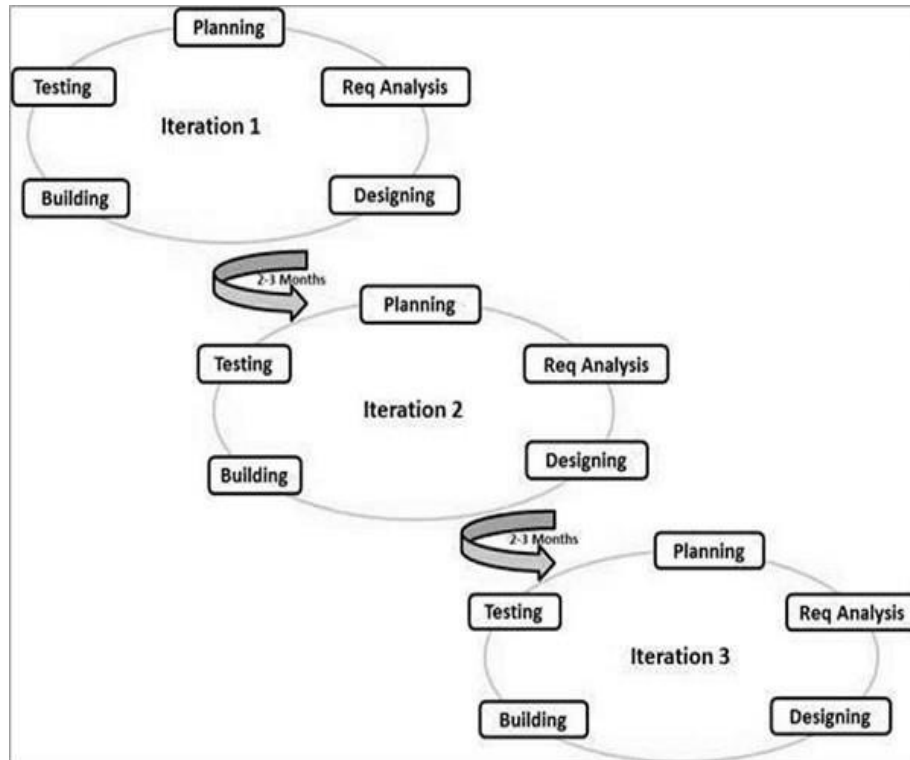 Planning
Testing
Req Analysis
Iteration 1
Building
Designing
2-3 Months
Planning
Testing
Req Analysis
Iteration 2
Building
Designing
2-3 Months
Planning
Testing
Req Analysis
Iteration 3
Building
Designing